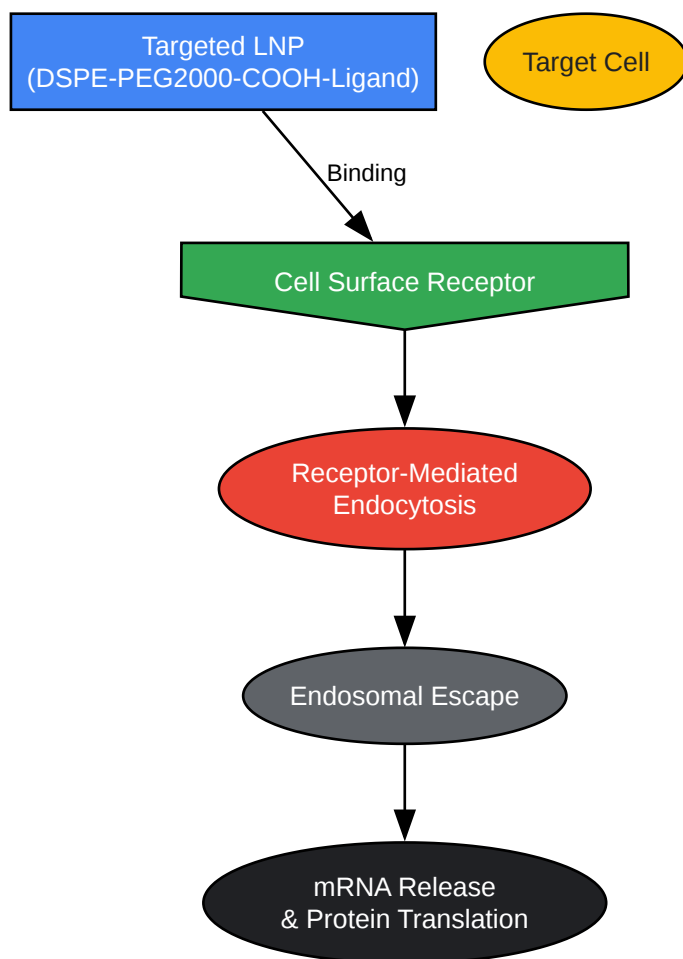 Targeted LNP
(DSPE-PEG2000-COOH-Ligand)
Target Cell
Binding
Cell Surface Receptor
Receptor-Mediated
Endocytosis
Endosomal Escape
mRNA Release
& Protein Translation